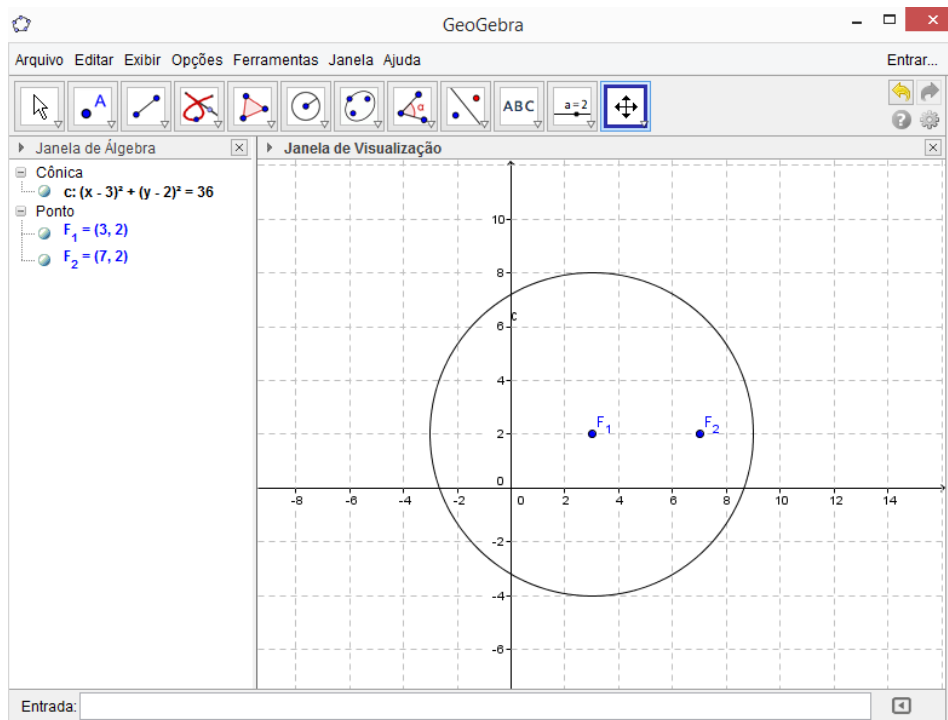 GeoGebra
Arquivo Editar Exibir Opções Ferramentas Janela Ajuda
Entrar...
A
α
ABC
a=2
Janela de Álgebra
Janela de Visualização
Cônica
c: (x - 3)² + (y - 2)² = 36
Ponto
F₁ = (3, 2)
F₂ = (7, 2)
10
8
6
c
4
F₁
F₂
2
0
-8 -6 -4 -2 0 2 4 6 8 10 12 14
-2
-4
-6
Entrada: